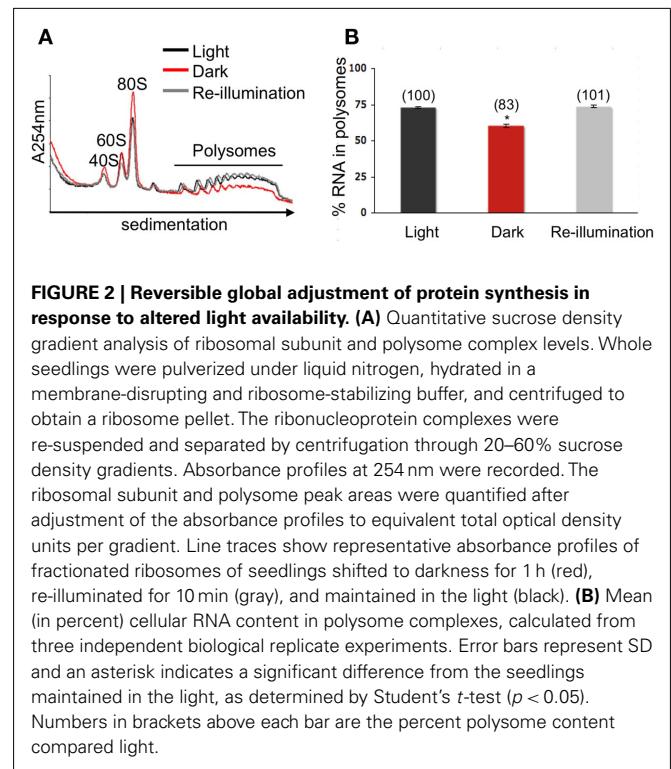 A
Light
Dark
Re-illumination
80S
60S
40S
Polysomes
A254nm
sedimentation
B
% RNA in polysomes
100
75
50
25
0
(100)
(83)
*
(101)
Light
Dark
Re-illumination
FIGURE 2 | Reversible global adjustment of protein synthesis in
response to altered light availability. (A) Quantitative sucrose density
gradient analysis of ribosomal subunit and polysome complex levels. Whole
seedlings were pulverized under liquid nitrogen, hydrated in a
membrane-disrupting and ribosome-stabilizing buffer, and centrifuged to
obtain a ribosome pellet. The ribonucleoprotein complexes were
re-suspended and separated by centrifugation through 20–60% sucrose
density gradients. Absorbance profiles at 254 nm were recorded. The
ribosomal subunit and polysome peak areas were quantified after
adjustment of the absorbance profiles to equivalent total optical density
units per gradient. Line traces show representative absorbance profiles of
fractionated ribosomes of seedlings shifted to darkness for 1 h (red),
re-illuminated for 10 min (gray), and maintained in the light (black). (B) Mean
(in percent) cellular RNA content in polysome complexes, calculated from
three independent biological replicate experiments. Error bars represent SD
and an asterisk indicates a significant difference from the seedlings
maintained in the light, as determined by Student's t-test (p < 0.05).
Numbers in brackets above each bar are the percent polysome content
compared light.